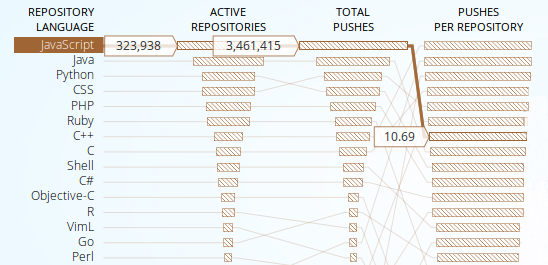 REPOSITORY LANGUAGE
ACTIVE REPOSITORIES
TOTAL PUSHES
PUSHES PER REPOSITORY
JavaScript 323,938 3,461,415
Java
Python
CSS
PHP
Ruby
C++ 10.69
C
Shell
C#
Objective-C
R
VimL
Go
Perl